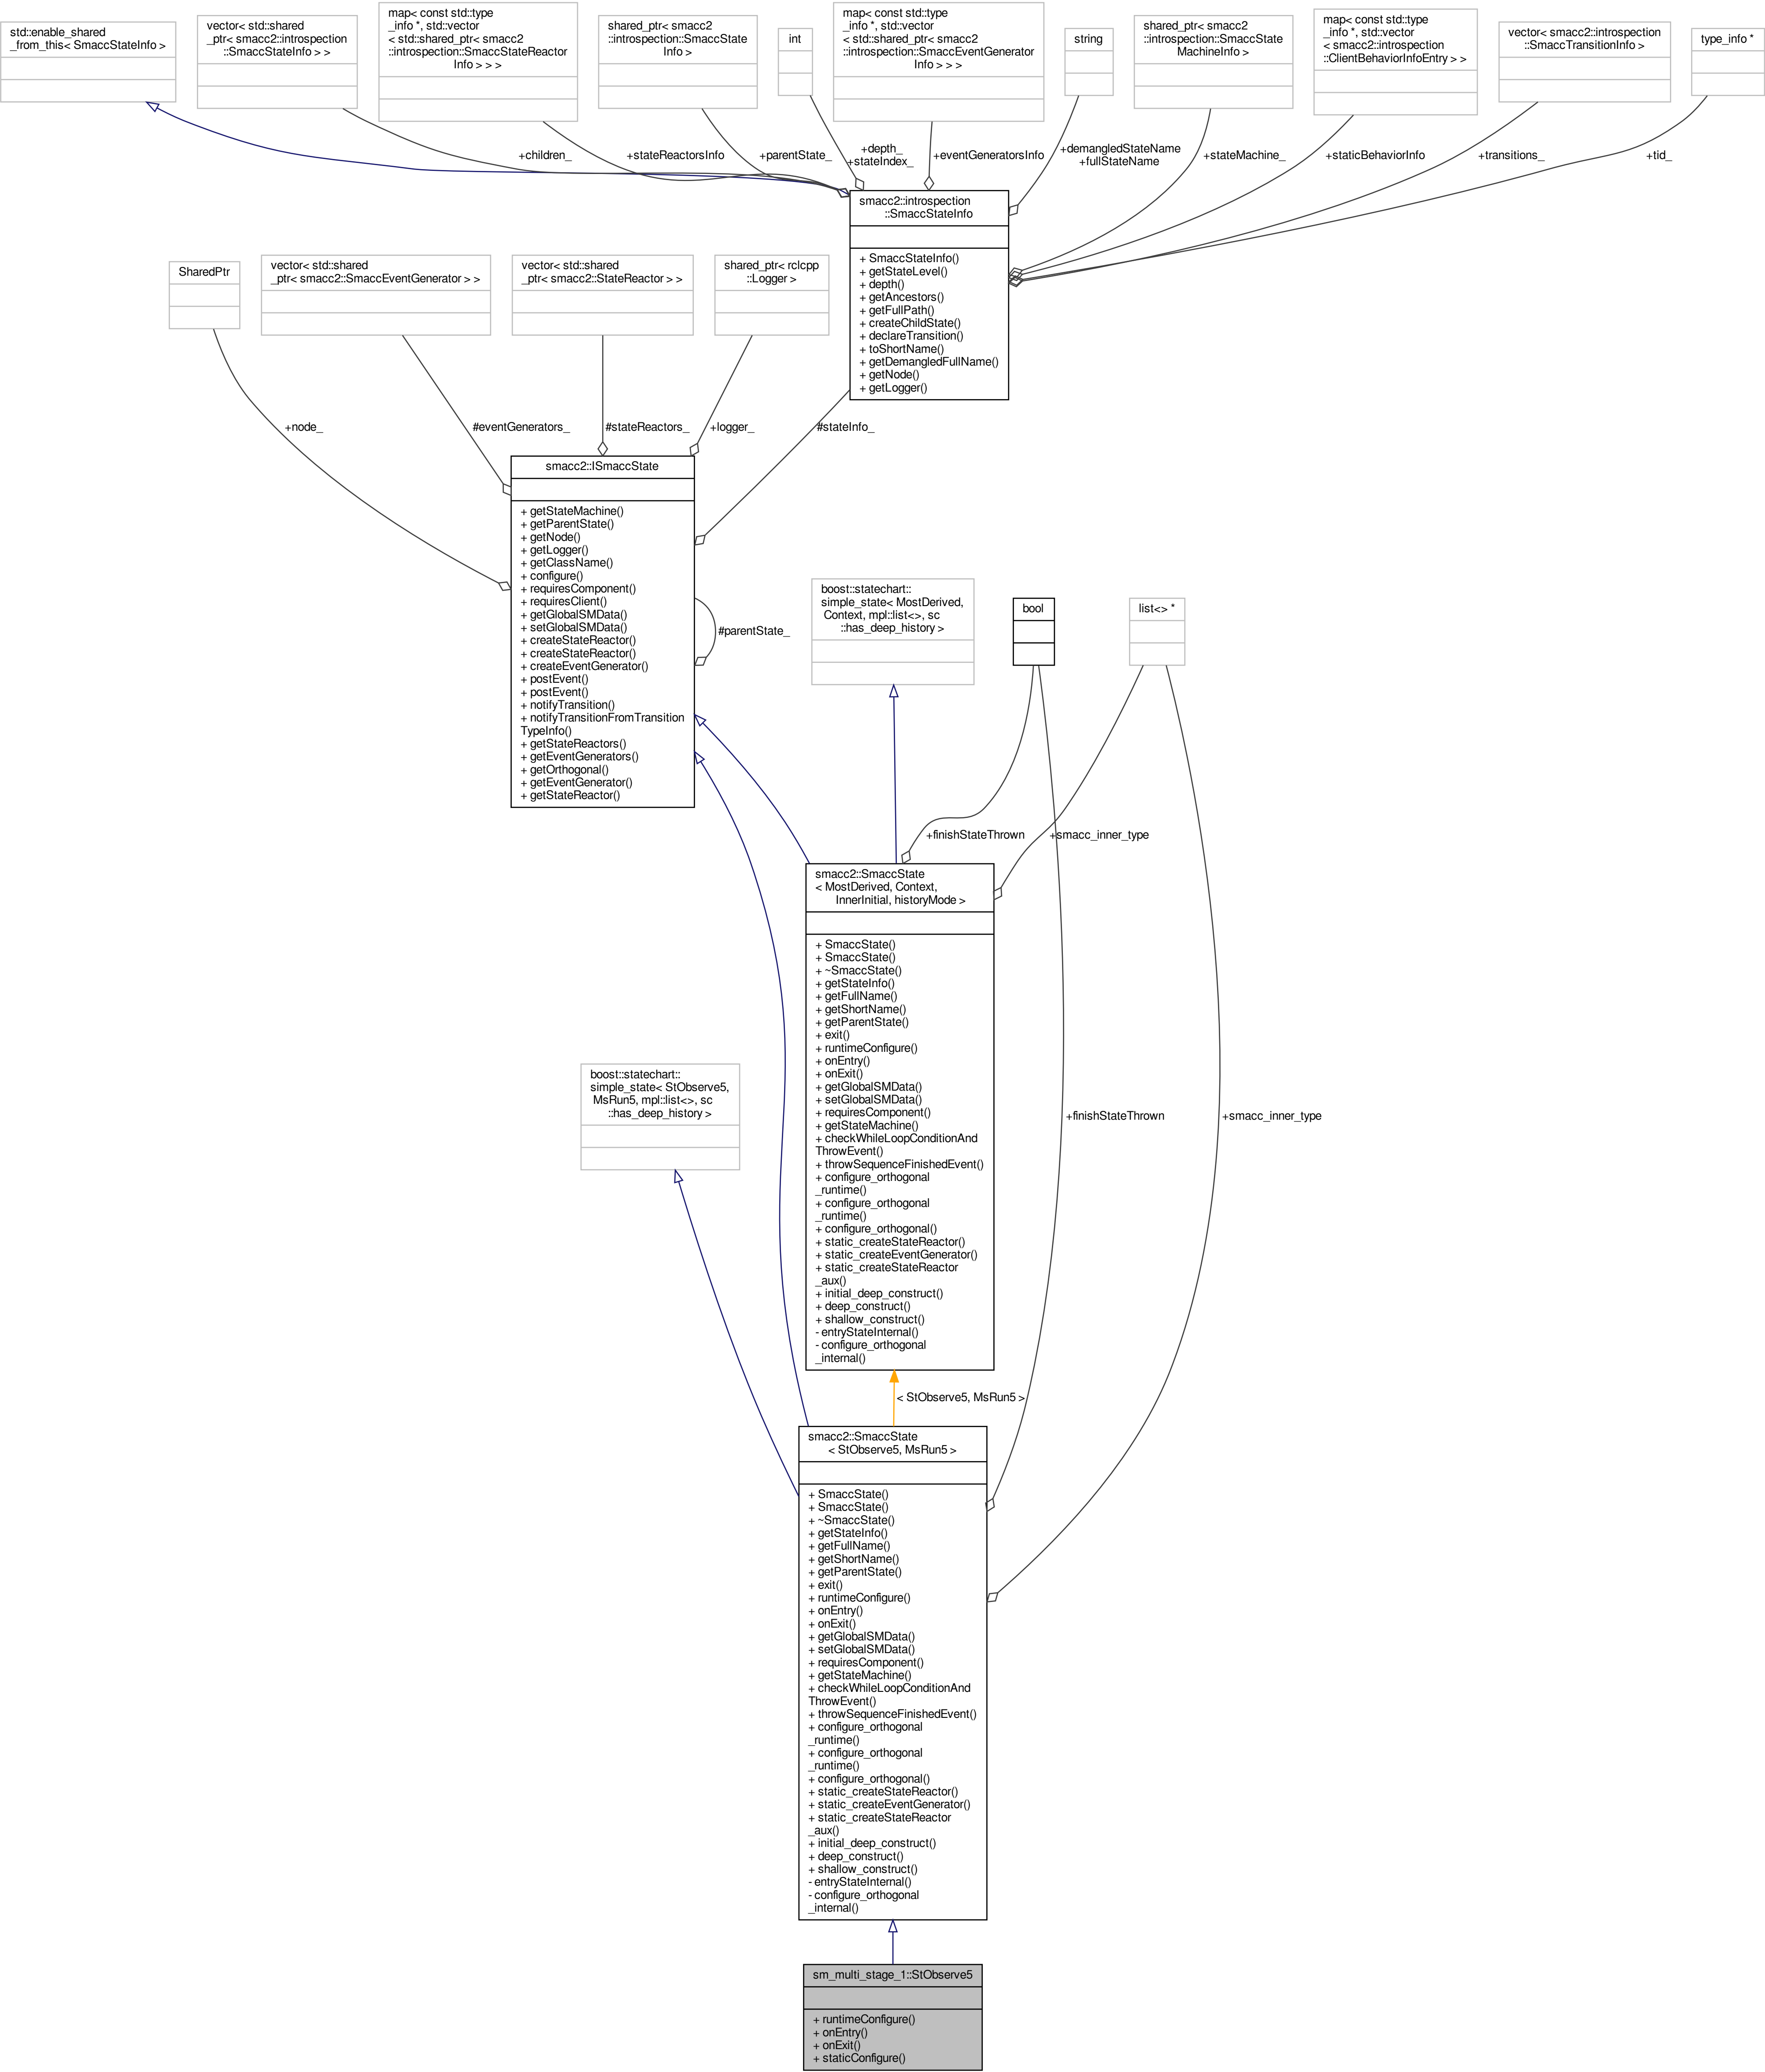 std::enable_shared
_from_this< SmaccStateInfo >
vector< std::shared
_ptr< smacc2::introspection
::SmaccStateInfo > >
map< const std::type
_info *, std::vector
< std::shared_ptr< smacc2
::introspection::SmaccStateReactor
Info > > >
shared_ptr< smacc2
::introspection::SmaccState
Info >
int
map< const std::type
_info *, std::vector
< std::shared_ptr< smacc2
::introspection::SmaccEventGenerator
Info > > >
string
shared_ptr< smacc2
::introspection::SmaccState
MachineInfo >
map< const std::type
_info *, std::vector
< smacc2::introspection
::ClientBehaviorInfoEntry > >
vector< smacc2::introspection
::SmaccTransitionInfo >
type_info *
+children_
+stateReactorsInfo
+parentState_
+depth_
+stateIndex_
+eventGeneratorsInfo
+demangledStateName
+fullStateName
+stateMachine_
+staticBehaviorInfo
+transitions_
+tid_
smacc2::introspection
::SmaccStateInfo
+ SmaccStateInfo()
+ getStateLevel()
+ depth()
+ getAncestors()
+ getFullPath()
+ createChildState()
+ declareTransition()
+ toShortName()
+ getDemangledFullName()
+ getNode()
+ getLogger()
SharedPtr
vector< std::shared
_ptr< smacc2::SmaccEventGenerator > >
vector< std::shared
_ptr< smacc2::StateReactor > >
shared_ptr< rclcpp
::Logger >
+node_
#eventGenerators_
#stateReactors_
+logger_
#stateInfo_
smacc2::ISmaccState
+ getStateMachine()
+ getParentState()
+ getNode()
+ getLogger()
+ getClassName()
+ configure()
+ requiresComponent()
+ requiresClient()
+ getGlobalSMData()
+ setGlobalSMData()
+ createStateReactor()
+ createStateReactor()
+ createEventGenerator()
+ postEvent()
+ postEvent()
+ notifyTransition()
+ notifyTransitionFromTransition
TypeInfo()
+ getStateReactors()
+ getEventGenerators()
+ getOrthogonal()
+ getEventGenerator()
+ getStateReactor()
#parentState_
boost::statechart::
simple_state< MostDerived,
Context, mpl::list<>, sc
::has_deep_history >
bool
list<> *
+finishStateThrown
+smacc_inner_type
smacc2::SmaccState
< MostDerived, Context,
InnerInitial, historyMode >
+ SmaccState()
+ SmaccState()
+ ~SmaccState()
+ getStateInfo()
+ getFullName()
+ getShortName()
+ getParentState()
+ exit()
+ runtimeConfigure()
+ onEntry()
+ onExit()
+ getGlobalSMData()
+ setGlobalSMData()
+ requiresComponent()
+ getStateMachine()
+ checkWhileLoopConditionAnd
ThrowEvent()
+ throwSequenceFinishedEvent()
+ configure_orthogonal
_runtime()
+ configure_orthogonal
_runtime()
+ configure_orthogonal()
+ static_createStateReactor()
+ static_createEventGenerator()
+ static_createStateReactor
_aux()
+ initial_deep_construct()
+ deep_construct()
+ shallow_construct()
- entryStateInternal()
- configure_orthogonal
_internal()
boost::statechart::
simple_state< StObserve5,
MsRun5, mpl::list<>, sc
::has_deep_history >
+finishStateThrown
+smacc_inner_type
< StObserve5, MsRun5 >
smacc2::SmaccState
< StObserve5, MsRun5 >
+ SmaccState()
+ SmaccState()
+ ~SmaccState()
+ getStateInfo()
+ getFullName()
+ getShortName()
+ getParentState()
+ exit()
+ runtimeConfigure()
+ onEntry()
+ onExit()
+ getGlobalSMData()
+ setGlobalSMData()
+ requiresComponent()
+ getStateMachine()
+ checkWhileLoopConditionAnd
ThrowEvent()
+ throwSequenceFinishedEvent()
+ configure_orthogonal
_runtime()
+ configure_orthogonal
_runtime()
+ configure_orthogonal()
+ static_createStateReactor()
+ static_createEventGenerator()
+ static_createStateReactor
_aux()
+ initial_deep_construct()
+ deep_construct()
+ shallow_construct()
- entryStateInternal()
- configure_orthogonal
_internal()
sm_multi_stage_1::StObserve5
+ runtimeConfigure()
+ onEntry()
+ onExit()
+ staticConfigure()